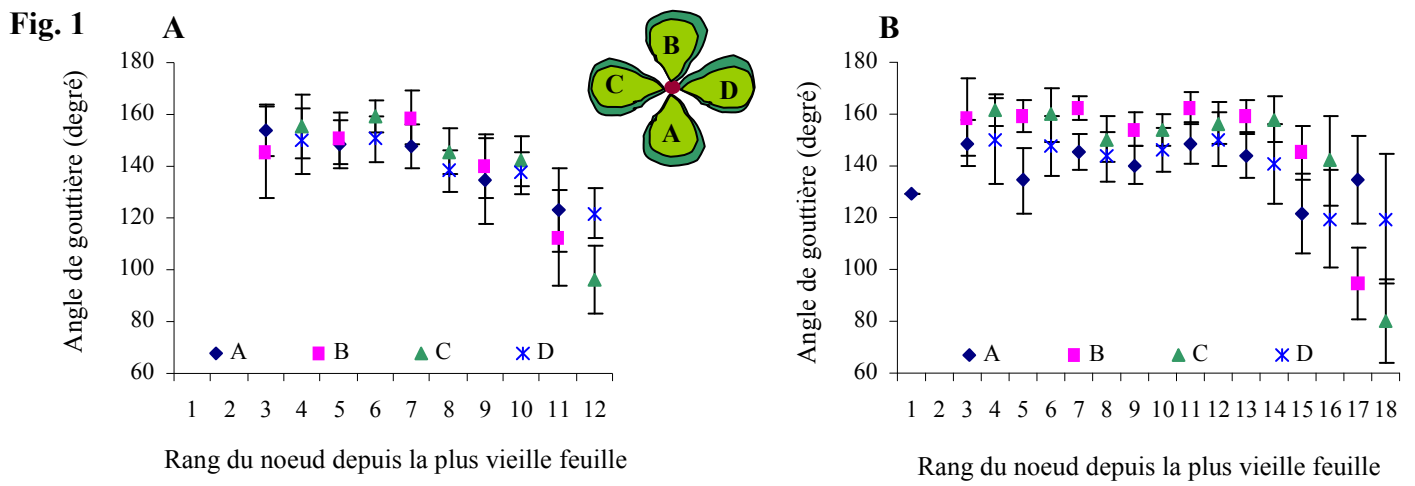 Fig. 1
A
B
C
B
D
A
Angle de gouttière (degré)
180
160
140
120
100
80
60
A B C D
1 2 3 4 5 6 7 8 9 10 11 12
Rang du noeud depuis la plus vieille feuille
Angle de gouttière (degré)
180
160
140
120
100
80
60
A B C D
1 2 3 4 5 6 7 8 9 10 11 12 13 14 15 16 17 18
Rang du noeud depuis la plus vieille feuille